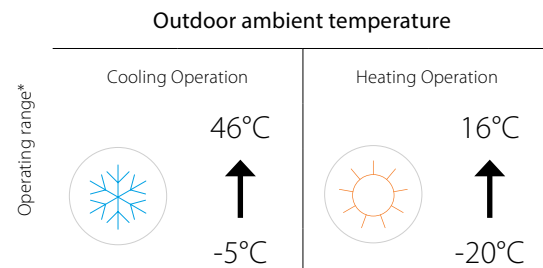 Outdoor ambient temperature
Operating range*
Cooling Operation
Heating Operation
46°C
-5°C
16°C
-20°C